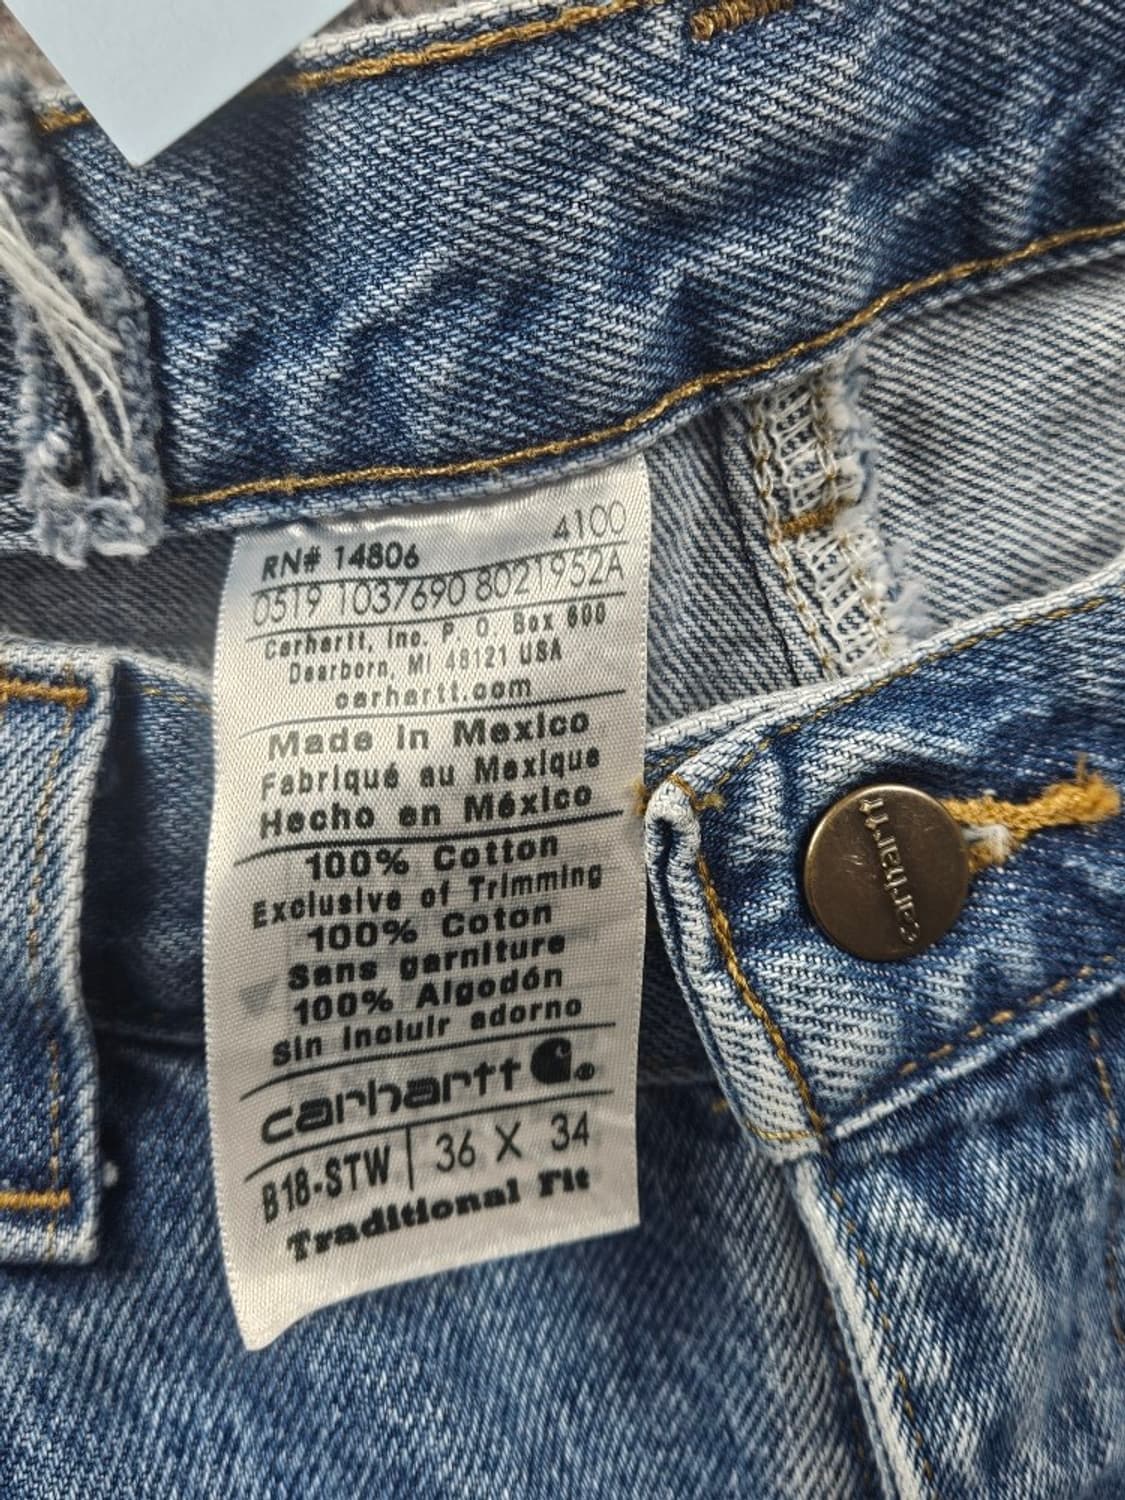 4100
RN# 14806
0519 1037690 8021952A
Carhartt, Inc. P. O. Box 600
Dearborn, MI 48121 USA
carhartt.com
Made in Mexico
Fabriqué au Mexique
Hecho en México
100% Cotton
Exclusive of Trimming
100% Coton
Sans garniture
100% Algodón
Sin incluir adorno
carhartt ®
B18-STW | 36 X 34
Traditional Fit
carhartt